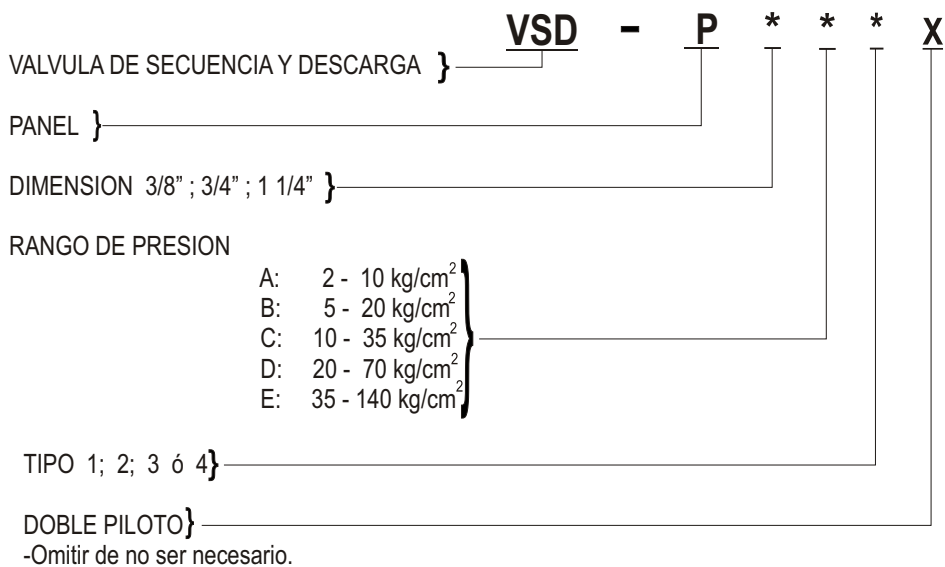 VSD - P * * * X
VALVULA DE SECUENCIA Y DESCARGA }
PANEL }
DIMENSION 3/8” ; 3/4” ; 1 1/4” }
RANGO DE PRESION
A: 2 - 10 kg/cm²
B: 5 - 20 kg/cm²
C: 10 - 35 kg/cm²
D: 20 - 70 kg/cm²
E: 35 - 140 kg/cm²
TIPO 1; 2; 3 ó 4}
DOBLE PILOTO}
-Omitir de no ser necesario.